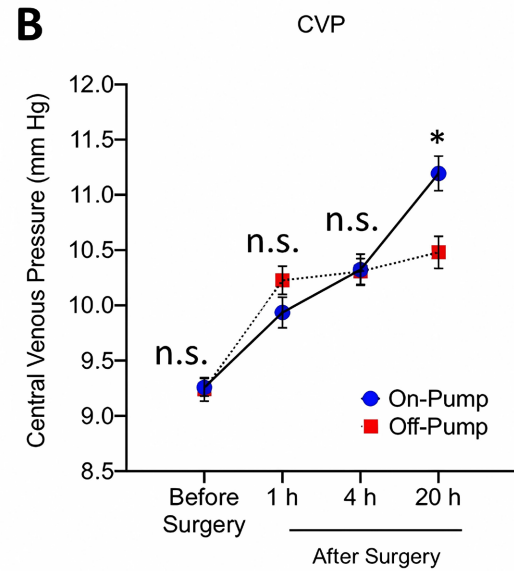 B
CVP
Central Venous Pressure (mm Hg)
12.0
11.5
11.0
10.5
10.0
9.5
9.0
8.5
n.s.
n.s.
n.s.
*
On-Pump
Off-Pump
Before
Surgery
1 h
4 h
20 h
After Surgery